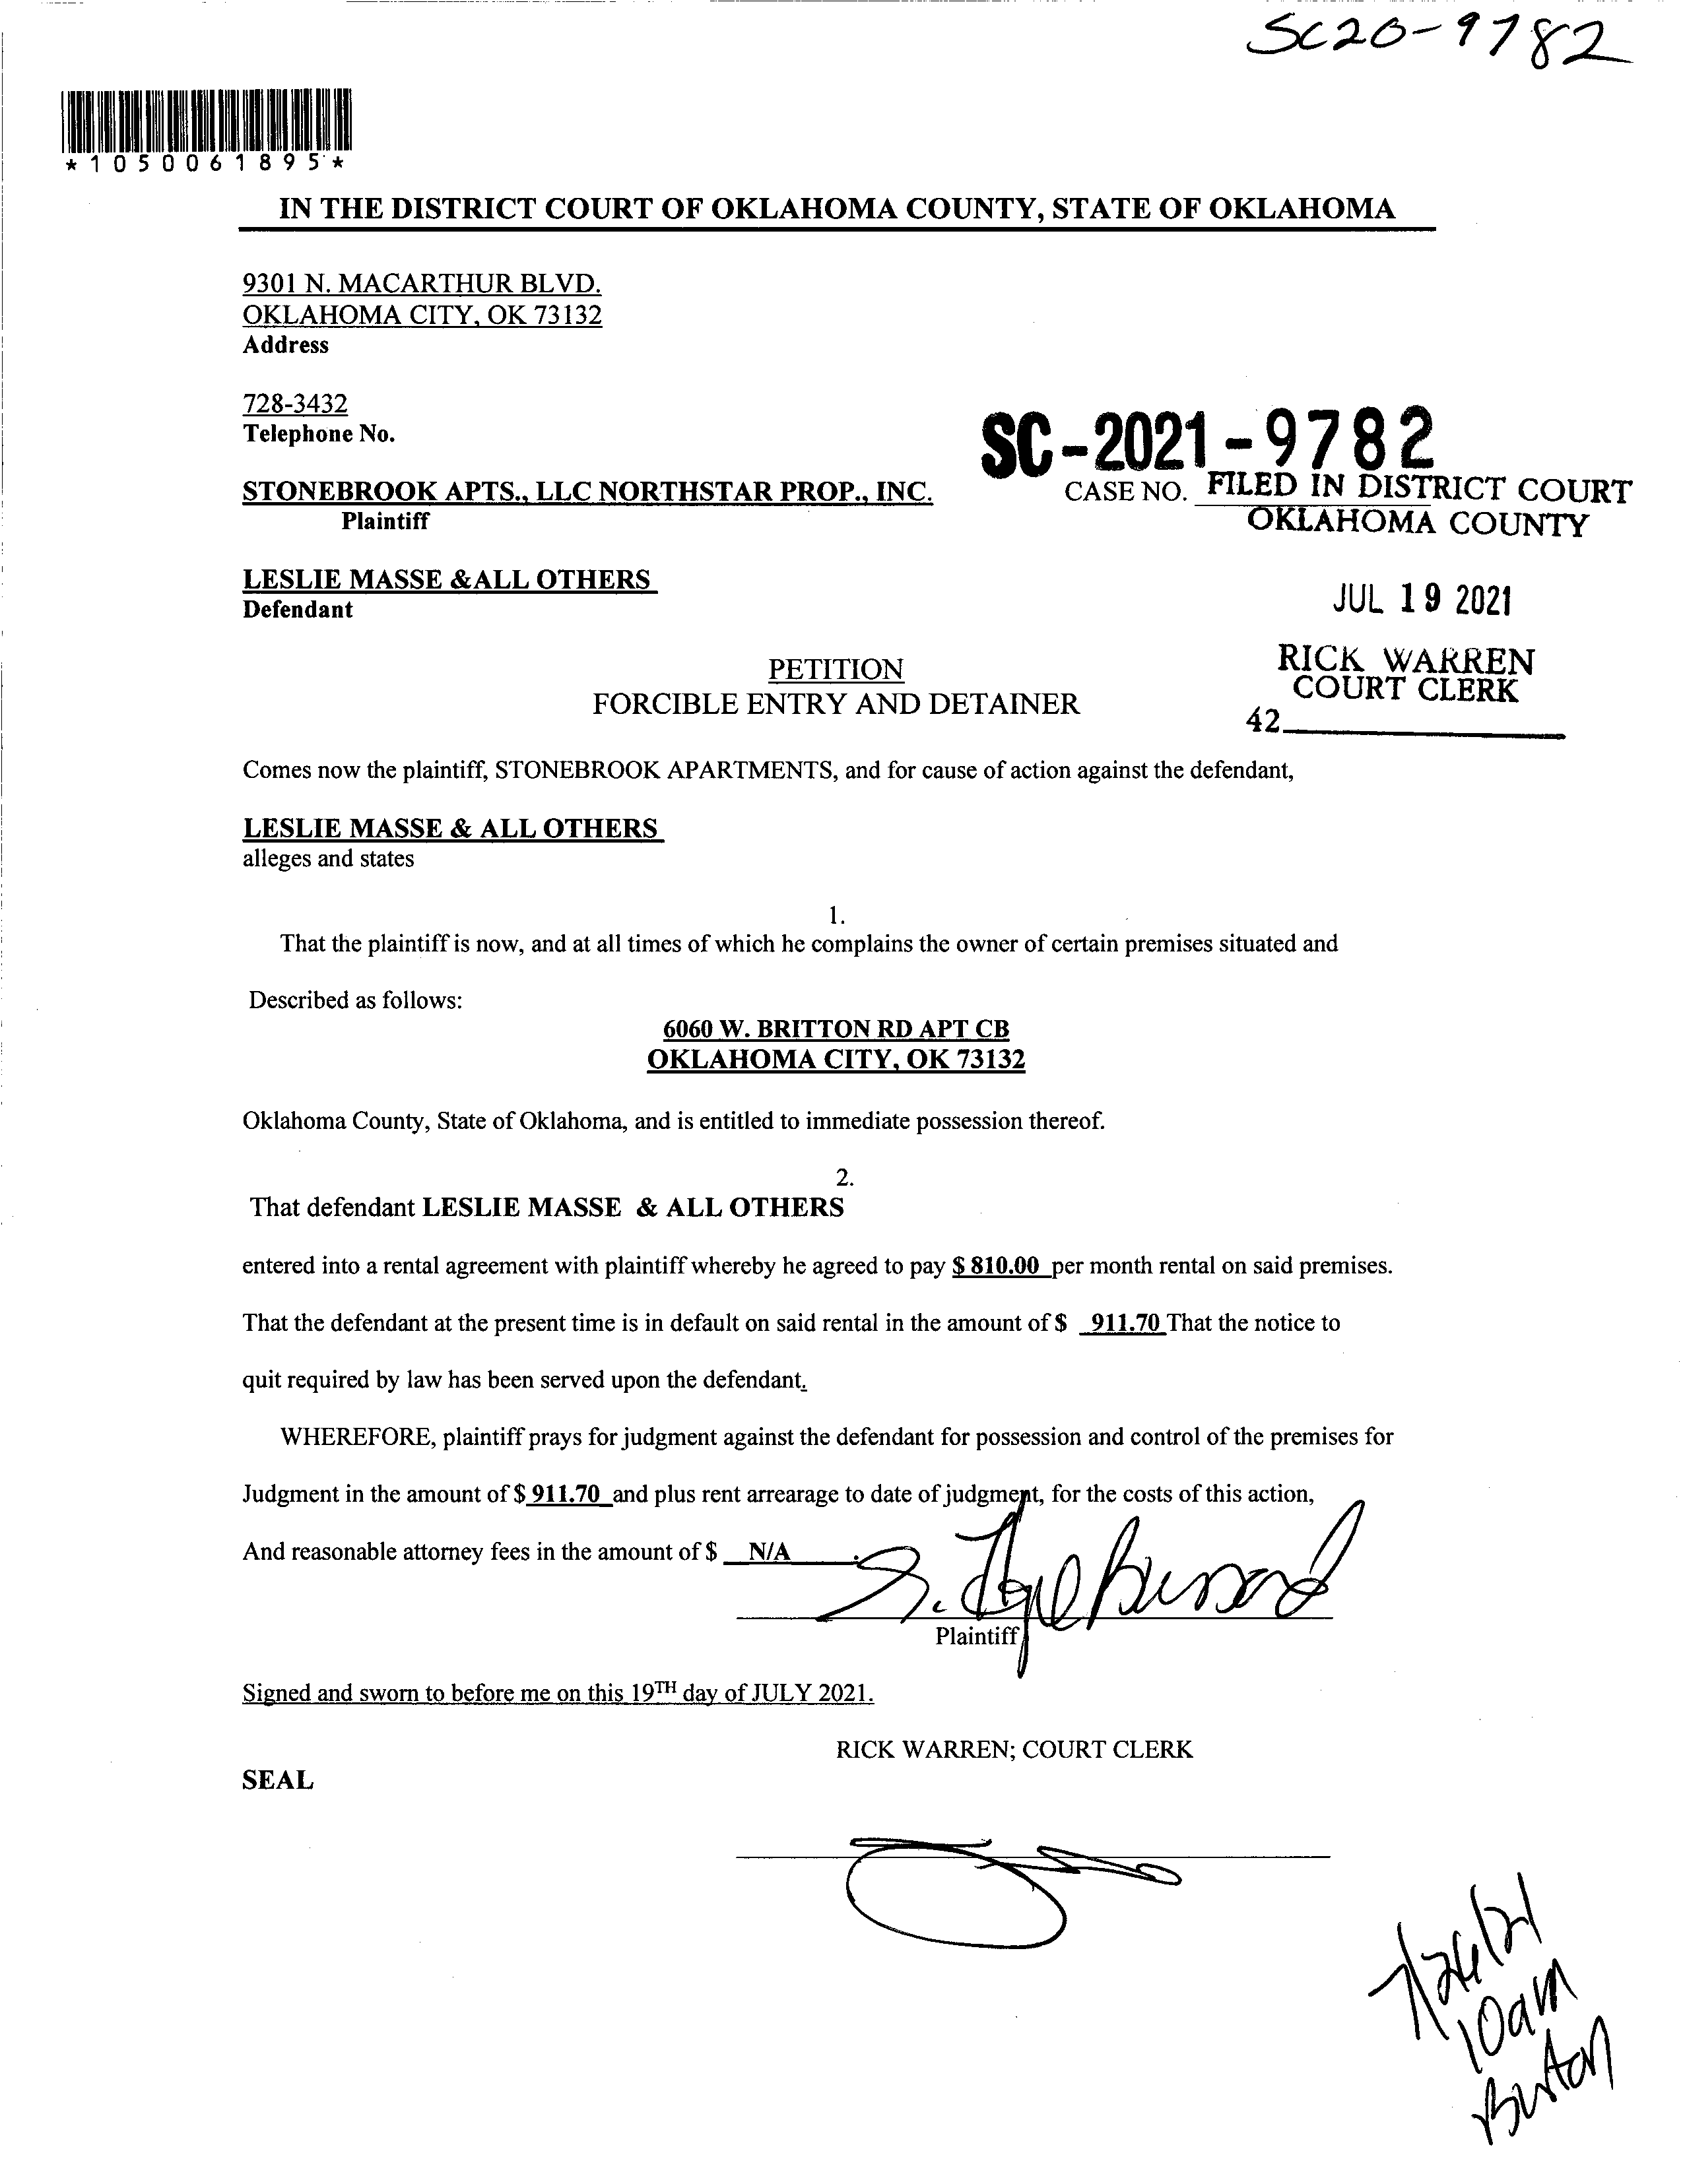 SC20-9782
*1050061895*
IN THE DISTRICT COURT OF OKLAHOMA COUNTY, STATE OF OKLAHOMA
9301 N. MACARTHUR BLVD.
OKLAHOMA CITY, OK 73132
Address
728-3432
Telephone No.
SC-2021-9782
STONEBROOK APTS., LLC NORTHSTAR PROP., INC.
CASE NO. FILED IN DISTRICT COURT
Plaintiff
OKLAHOMA COUNTY
LESLIE MASSE &ALL OTHERS
Defendant
JUL 19 2021
PETITION
RICK WARREN
COURT CLERK
FORCIBLE ENTRY AND DETAINER
42
Comes now the plaintiff, STONEBROOK APARTMENTS, and for cause of action against the defendant,
LESLIE MASSE & ALL OTHERS
alleges and states
1.
That the plaintiff is now, and at all times of which he complains the owner of certain premises situated and
Described as follows:
6060 W. BRITTON RD APT CB
OKLAHOMA CITY, OK 73132
Oklahoma County, State of Oklahoma, and is entitled to immediate possession thereof.
2.
That defendant LESLIE MASSE & ALL OTHERS
entered into a rental agreement with plaintiff whereby he agreed to pay $ 810.00 per month rental on said premises.
That the defendant at the present time is in default on said rental in the amount of $ 911.70 That the notice to
quit required by law has been served upon the defendant.
WHEREFORE, plaintiff prays for judgment against the defendant for possession and control of the premises for
Judgment in the amount of $ 911.70 and plus rent arrearage to date of judgment, for the costs of this action,
And reasonable attorney fees in the amount of $ N/A.
Plaintiff
Signed and sworn to before me on this 19TH day of JULY 2021.
RICK WARREN; COURT CLERK
SEAL
7/26/21
10am
Burton